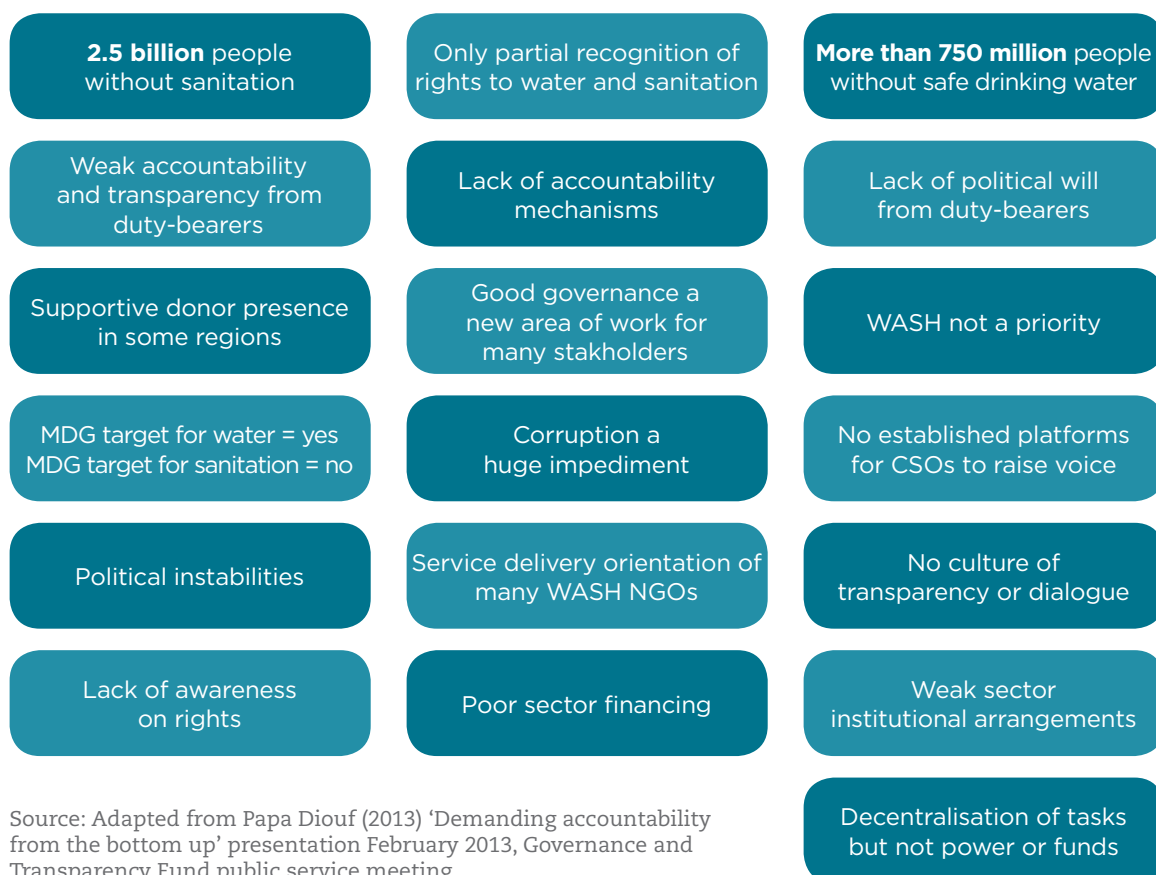 2.5 billion people
without sanitation
Only partial recognition of
rights to water and sanitation
More than 750 million people
without safe drinking water
Weak accountability
and transparency from
duty-bearers
Lack of accountability
mechanisms
Lack of political will
from duty-bearers
Supportive donor presence
in some regions
Good governance a
new area of work for
many stakholders
WASH not a priority
MDG target for water = yes
MDG target for sanitation = no
Corruption a
huge impediment
No established platforms
for CSOs to raise voice
Political instabilities
Service delivery orientation of
many WASH NGOs
No culture of
transparency or dialogue
Lack of awareness
on rights
Poor sector financing
Weak sector
institutional arrangements
Decentralisation of tasks
but not power or funds
Source: Adapted from Papa Diouf (2013) ‘Demanding accountability
from the bottom up’ presentation February 2013, Governance and
Transparency Fund public service meeting